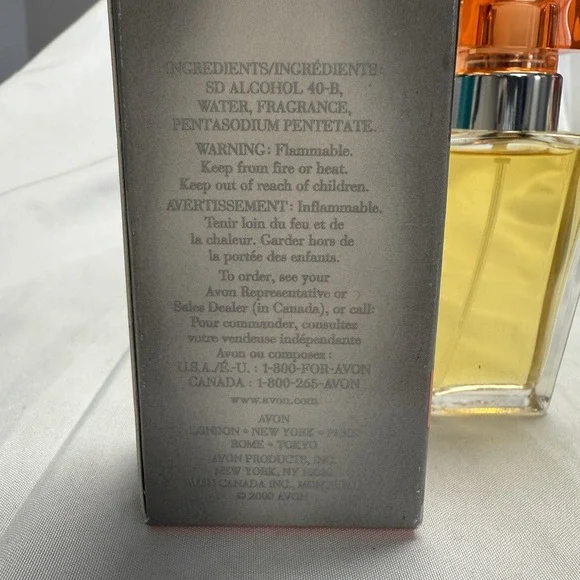 INGREDIENTS/INGRÉDIENTS:
SD ALCOHOL 40-B,
WATER, FRAGRANCE,
PENTASODIUM PENTETATE.
WARNING: Flammable.
Keep from fire or heat.
Keep out of reach of children.
AVERTISSEMENT: Inflammable.
Tenir loin du feu et de
la chaleur. Garder hors de
la portée des enfants.
To order, see your
Avon Representative or
Sales Dealer (in Canada), or call:
Pour commander, consultez
votre vendeuse indépendante
Avon ou composez :
U.S.A./É.-U. : 1-800-FOR-AVON
CANADA : 1-800-265-AVON
www.avon.com
AVON
LONDON • NEW YORK • PARIS
ROME • TOKYO
AVON PRODUCTS, INC.
NEW YORK, NY
AVON CANADA INC., MONTREAL
© 2000 AVON